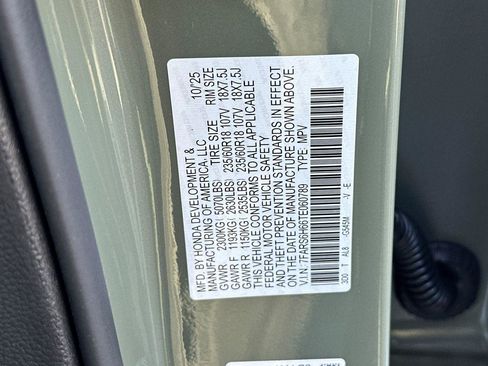 MFD. BY HONDA DEVELOPMENT & 10/25
MANUFACTURING OF AMERICA, LLC
TIRE SIZE RIM SIZE
GVWR 2300KG( 5070LBS) 235/60R18 107V 18X7.5J
GAWR F 1193KG( 2630LBS) 235/60R18 107V 18X7.5J
GAWR R 1150KG( 2535LBS)
THIS VEHICLE CONFORMS TO ALL APPLICABLE
FEDERAL MOTOR VEHICLE SAFETY
AND THEFT PREVENTION STANDARDS IN EFFECT
ON THE DATE OF MANUFACTURE SHOWN ABOVE.
V.I.N: TYPE: MPV
300 T AL8 -G545M V -E